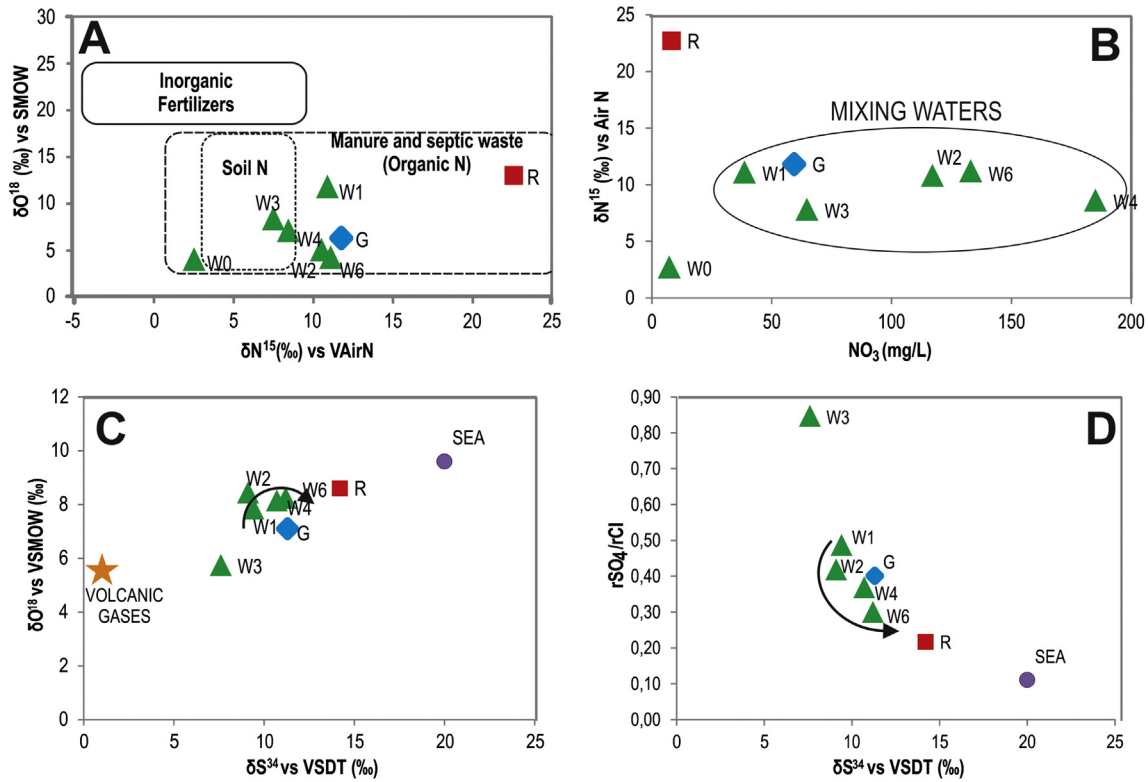 A
30
25
20
15
10
5
0
δO¹⁸ (‰) vs SMOW
Inorganic
Fertilizers
Manure and septic waste
(Organic N)
Soil N
R
W1
W3
W4
G
W0
W2
W6
-5
0
5
10
15
20
25
δN¹⁵(‰) vs VAirN
B
25
20
15
10
5
0
δN¹⁵ (‰) vs Air N
R
MIXING WATERS
W1
G
W2
W6
W3
W4
W0
0
50
100
150
200
NO₃ (mg/L)
C
12
10
8
6
4
2
0
δO¹⁸ vs VSMOW (‰)
SEA
W2
W6
R
W4
W1
G
W3
VOLCANIC
GASES
0
5
10
15
20
25
δS³⁴ vs VSDT (‰)
D
0,90
0,80
0,70
0,60
0,50
0,40
0,30
0,20
0,10
0,00
rSO₄/rCl
W3
W1
G
W2
W4
W6
R
SEA
0
5
10
15
20
25
δS³⁴ vs VSDT (‰)